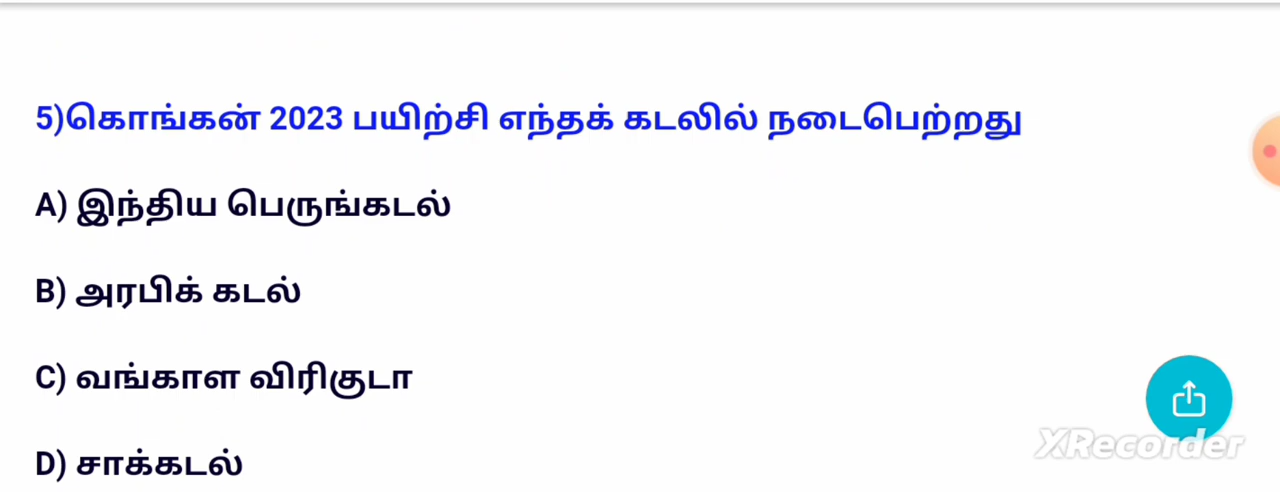 5)கொங்கன் 2023 பயிற்சி எந்தக் கடலில் நடைபெற்றது
A) இந்திய பெருங்கடல்
B) அரபிக் கடல்
C) வங்காள விரிகுடா
D) சாக்கடல்
XRecorder